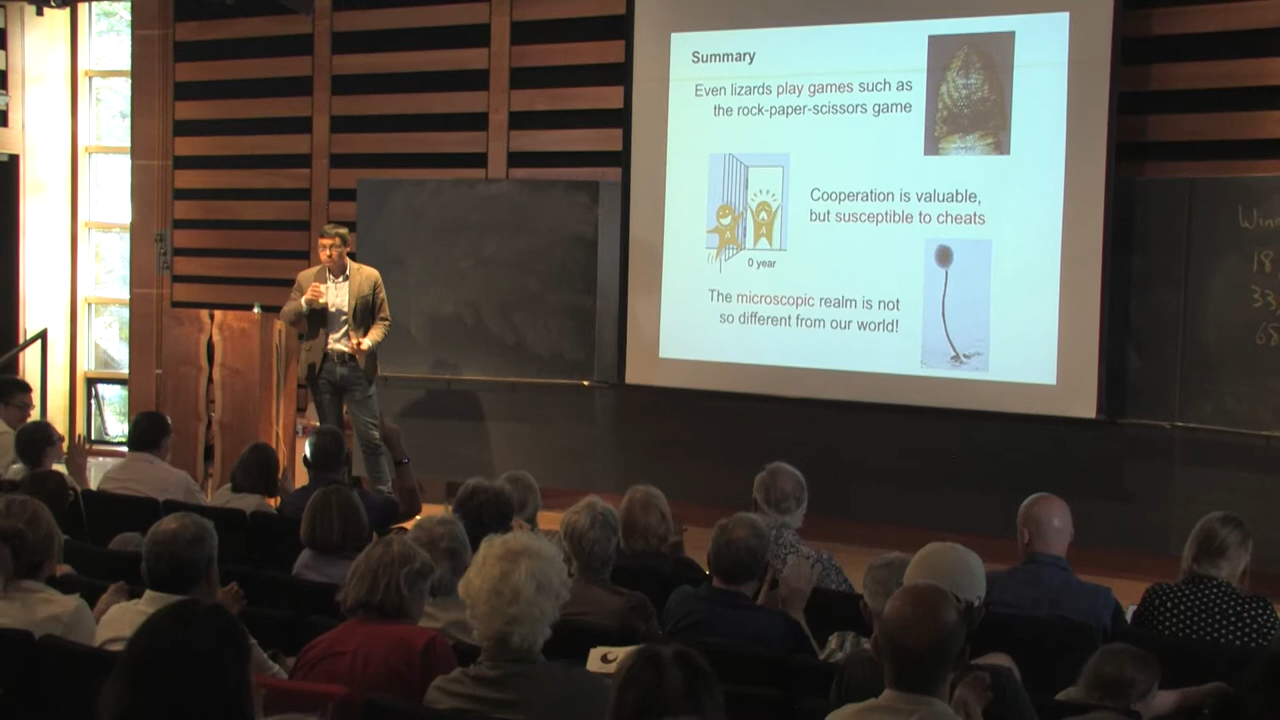 Summary
Even lizards play games such as
the rock-paper-scissors game
Cooperation is valuable,
but susceptible to cheats
A A
0 year
The microscopic realm is not
so different from our world!
18
33
68